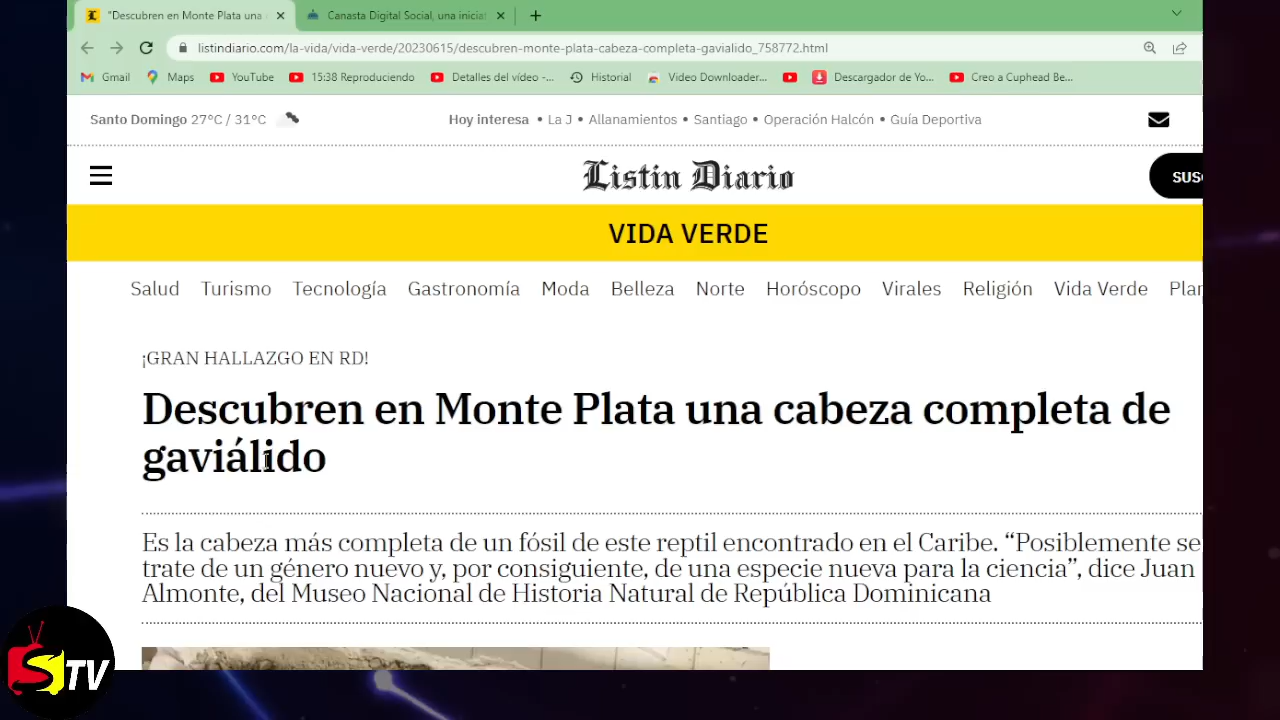 "Descubren en Monte Plata una
Canasta Digital Social, una inicia
listindiario.com/la-vida/vida-verde/20230615/descubren-monte-plata-cabeza-completa-gavialido_758772.html
Gmail Maps YouTube 15:38 Reproduciendo Detalles del vídeo -... Historial Video Downloader... Descargador de Yo... Creo a Cuphead Be...
Santo Domingo 27°C / 31°C
Hoy interesa • La J • Allanamientos • Santiago • Operación Halcón • Guía Deportiva
Listin Diario
SUS
VIDA VERDE
Salud Turismo Tecnología Gastronomía Moda Belleza Norte Horóscopo Virales Religión Vida Verde Plan
¡GRAN HALLAZGO EN RD!
Descubren en Monte Plata una cabeza completa de
gaviálido
Es la cabeza más completa de un fósil de este reptil encontrado en el Caribe. “Posiblemente se
trate de un género nuevo y, por consiguiente, de una especie nueva para la ciencia”, dice Juan
Almonte, del Museo Nacional de Historia Natural de República Dominicana
STV